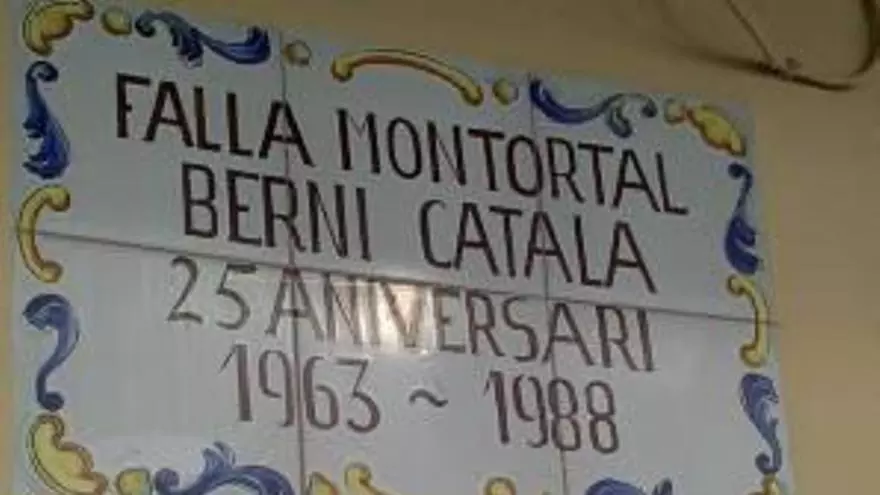 FALLA MONTORTAL
BERNI CATALA
25 ANIVERSARI
1963 ~ 1988